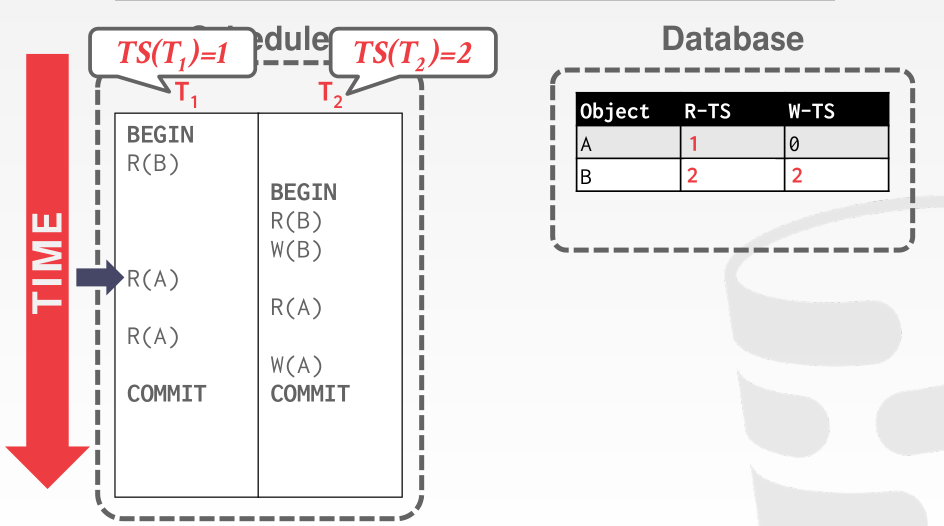 edule
Database
TS(T1)=1
TS(T2)=2
T1
T2
TIME
BEGIN
R(B)
BEGIN
R(B)
W(B)
R(A)
R(A)
R(A)
W(A)
COMMIT
COMMIT
Object R-TS W-TS
A 1 0
B 2 2